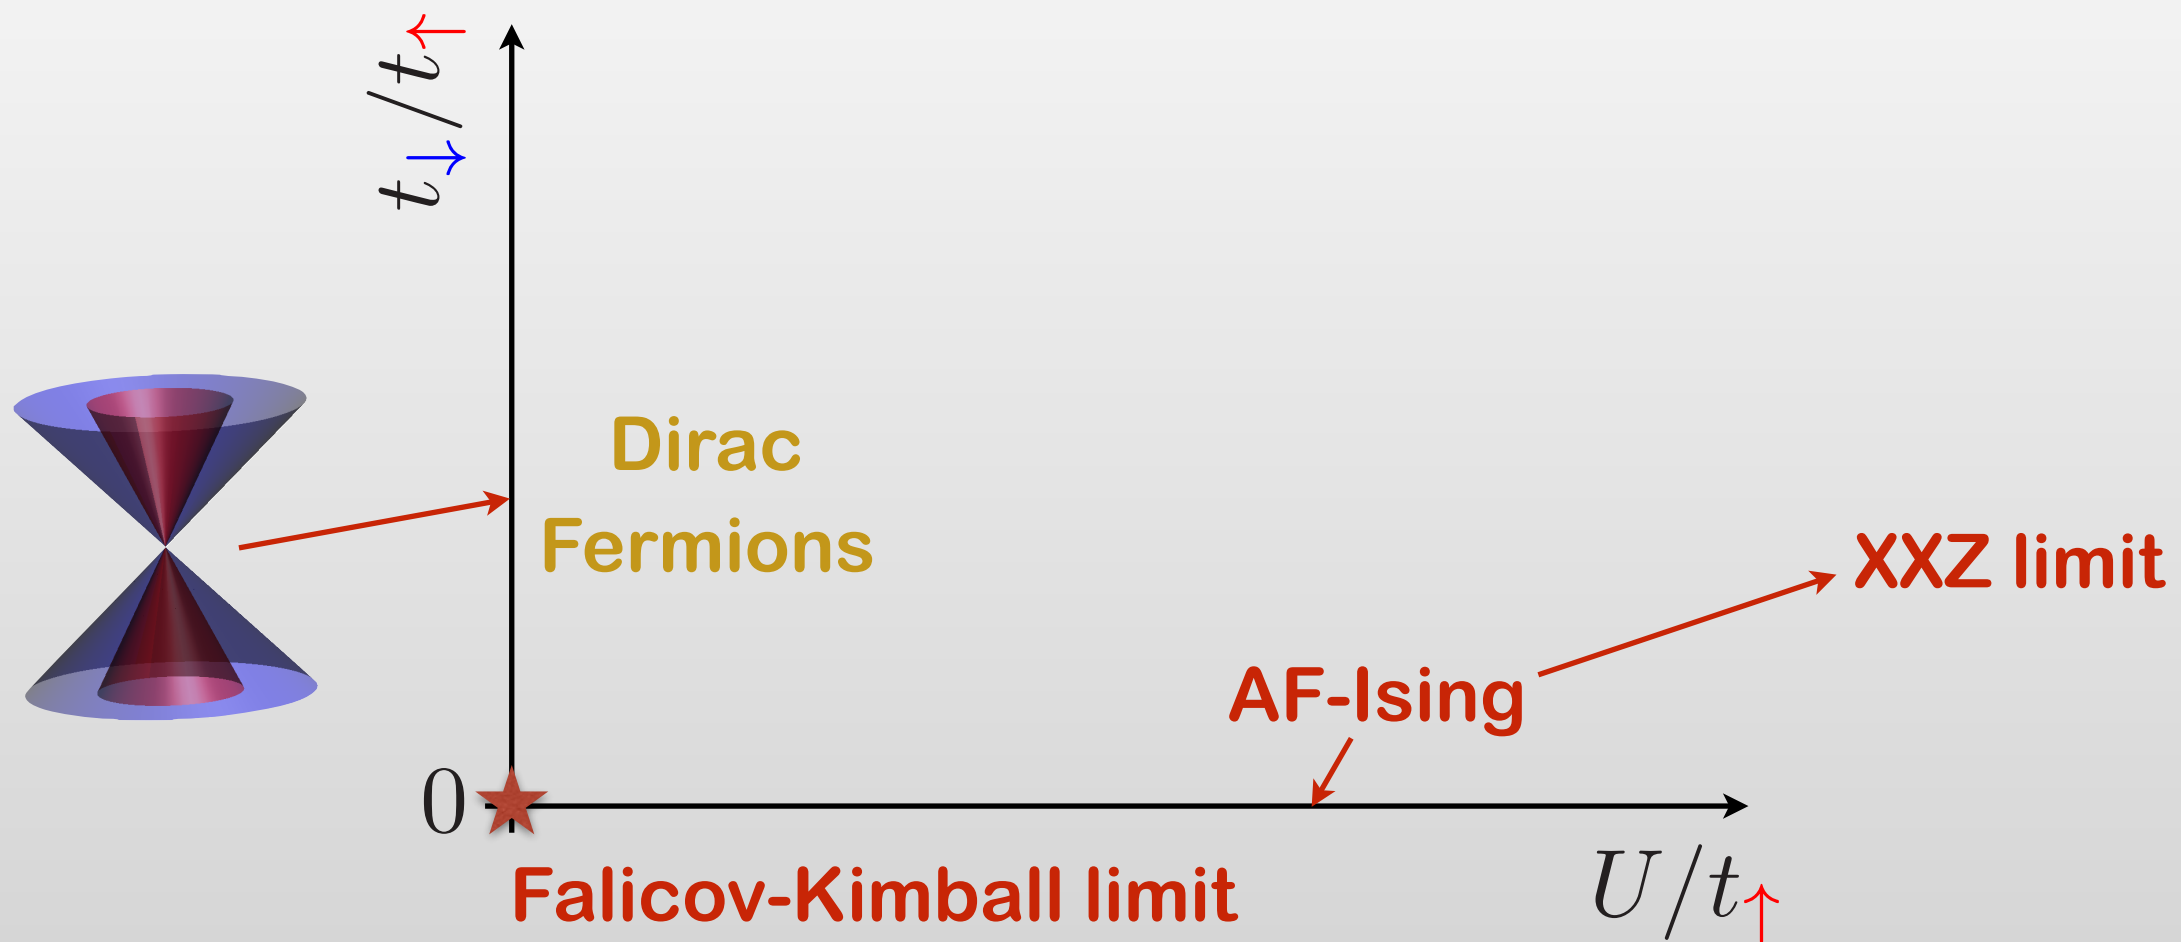 t↓/t↑
Dirac
Fermions
XXZ limit
AF-Ising
0
Falicov-Kimball limit
U/t↑